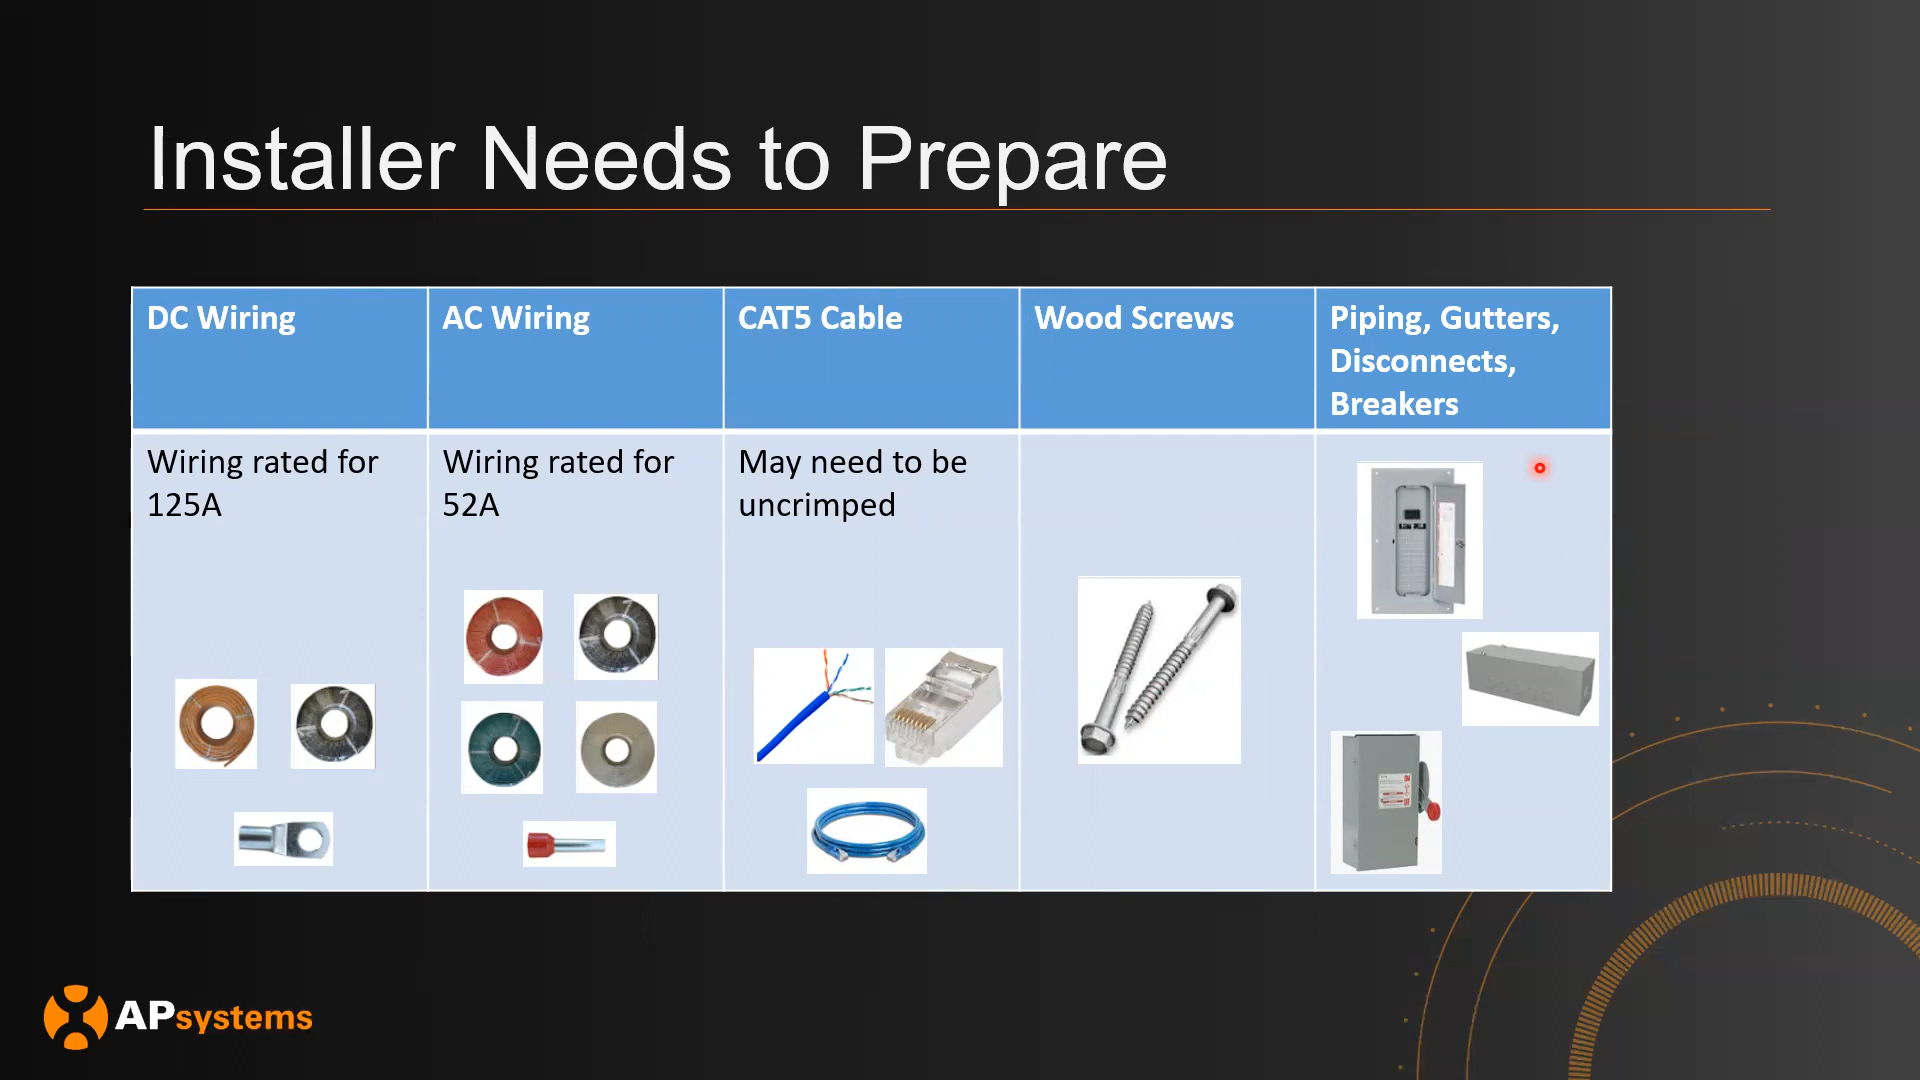 Installer Needs to Prepare
DC Wiring
AC Wiring
CAT5 Cable
Wood Screws
Piping, Gutters,
Disconnects,
Breakers
Wiring rated for
125A
Wiring rated for
52A
May need to be
uncrimped
APsystems